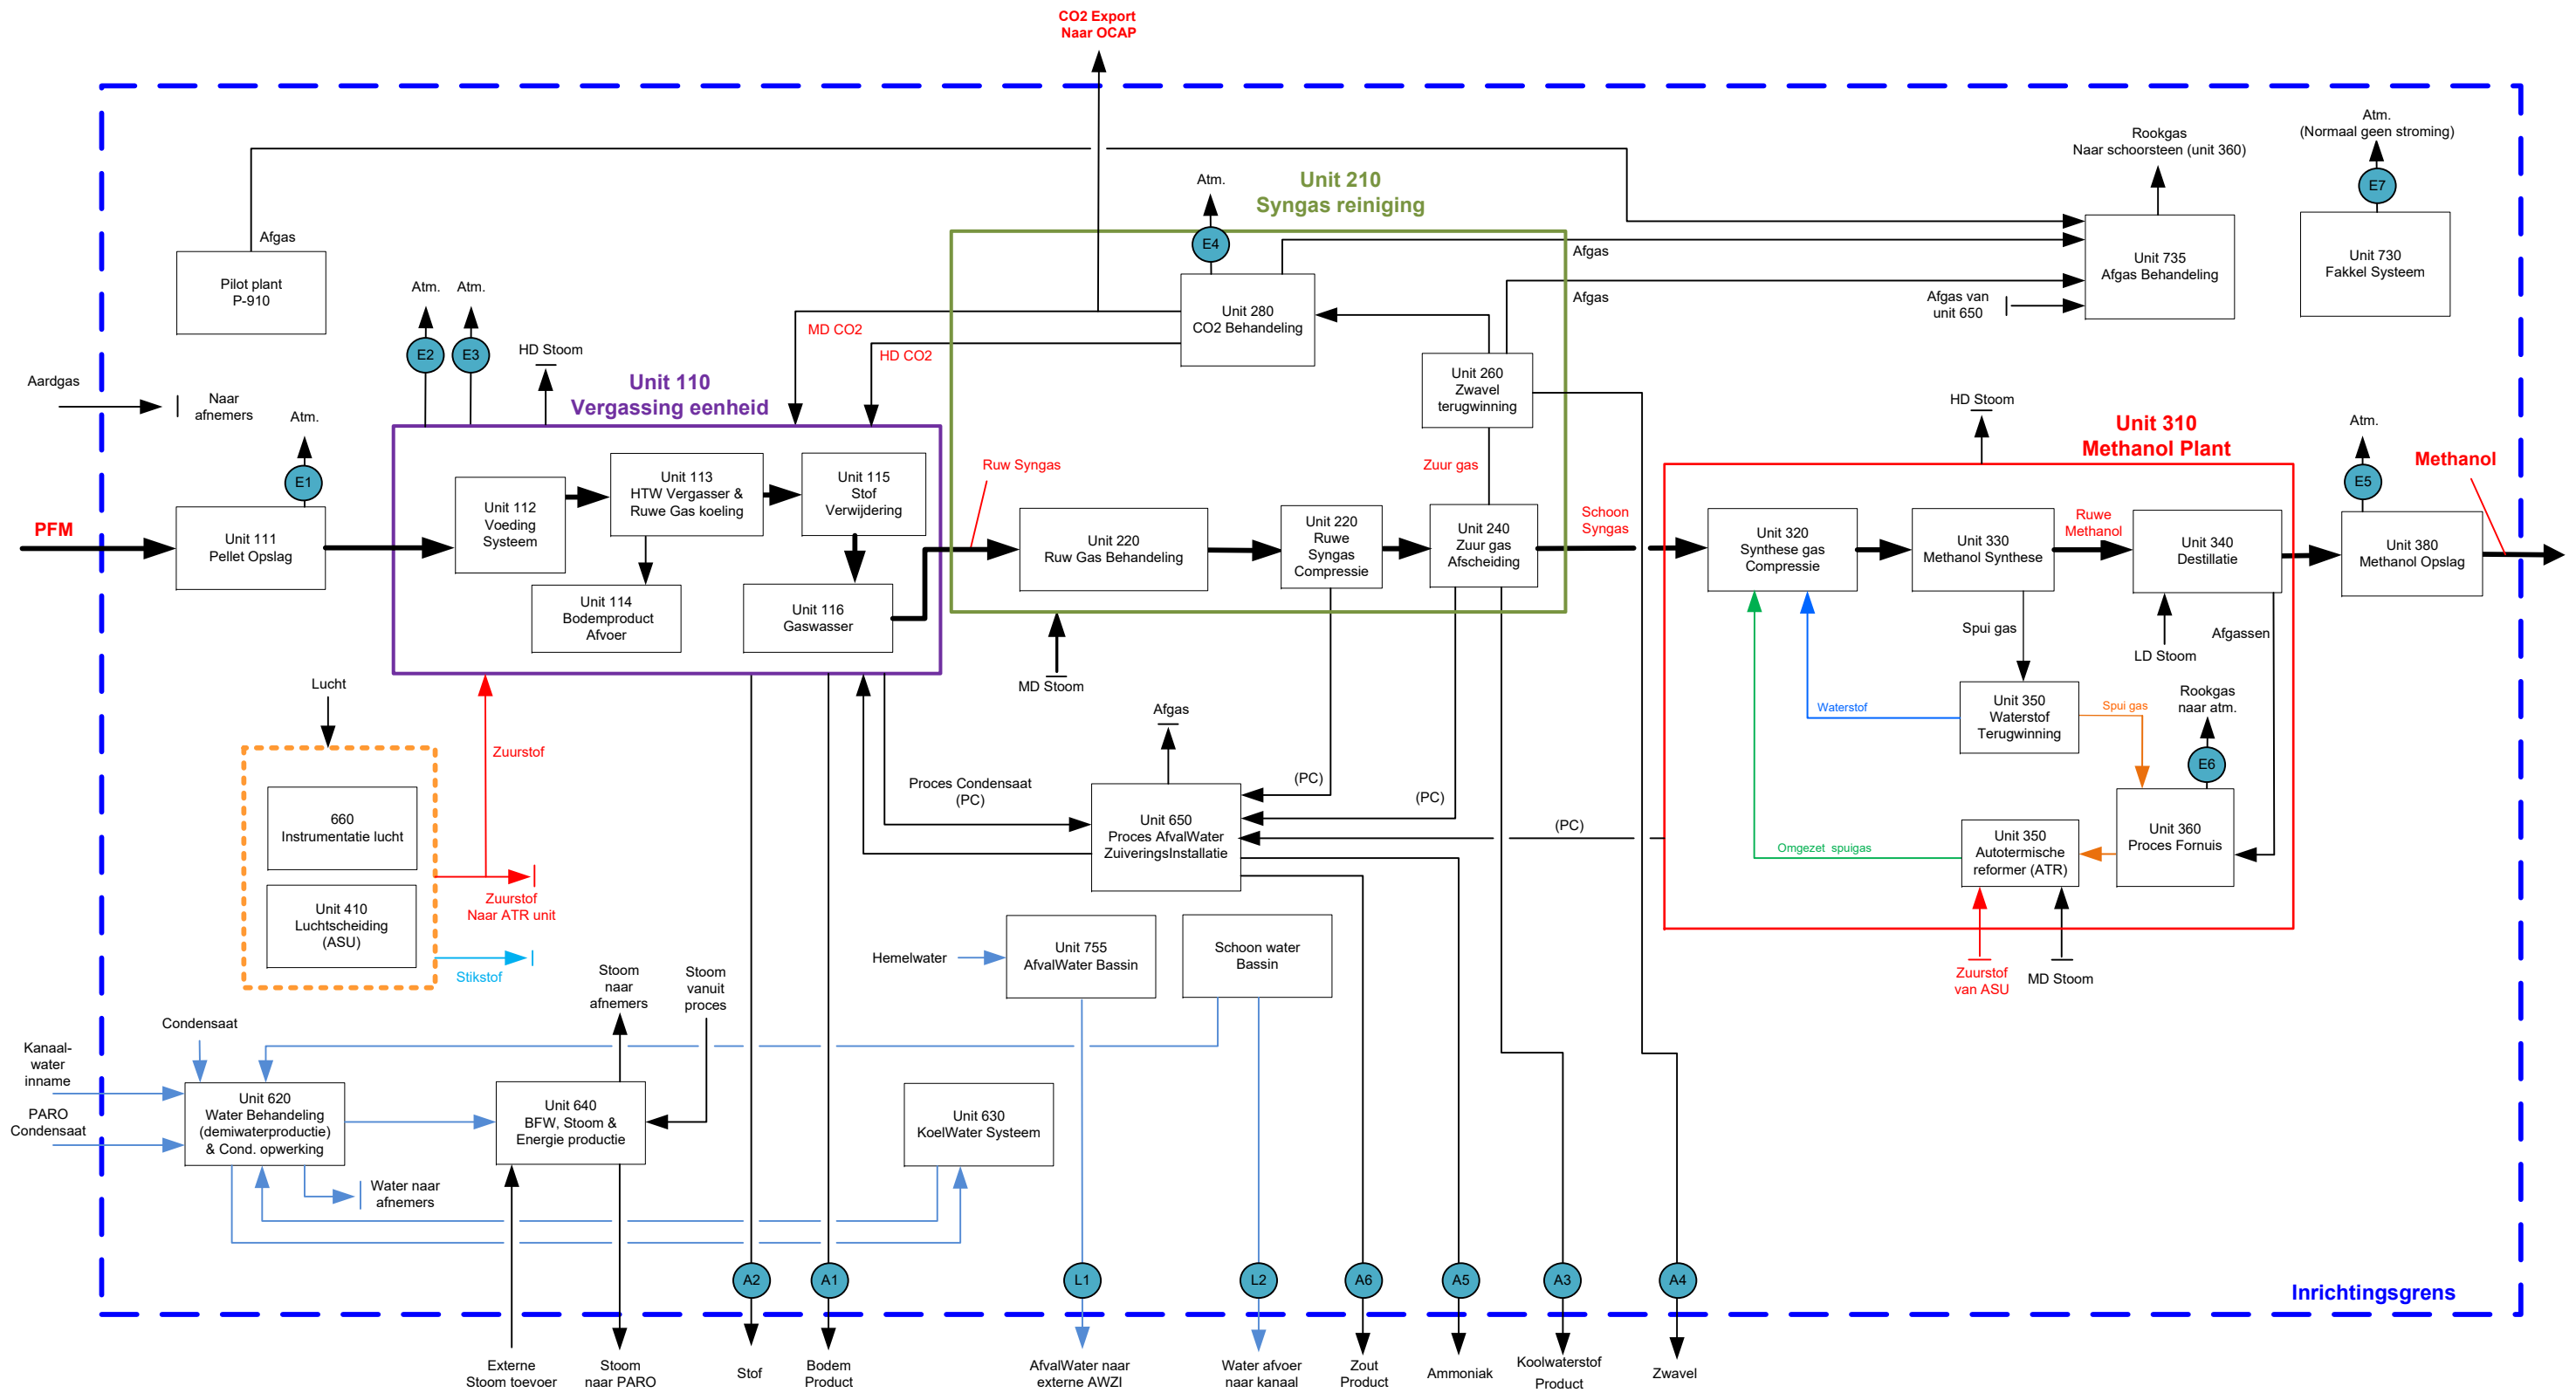 CO2 Export
Naar OCAP
Atm.
(Normaal geen stroming)
E7
Unit 730
Fakkel Systeem
Rookgas
Naar schoorsteen (unit 360)
Unit 735
Afgas Behandeling
Afgas van
unit 650
Afgas
Pilot plant
P-910
Atm.
Unit 210
Syngas reiniging
E4
Afgas
Afgas
Unit 280
CO2 Behandeling
MD CO2
HD CO2
Unit 260
Zwavel
terugwinning
Atm.
Atm.
E2
E3
HD Stoom
Aardgas
Naar
afnemers
Atm.
E1
Unit 110
Vergassing eenheid
PFM
Unit 111
Pellet Opslag
Unit 112
Voeding
Systeem
Unit 113
HTW Vergasser &
Ruwe Gas koeling
Unit 115
Stof
Verwijdering
Unit 114
Bodemproduct
Afvoer
Unit 116
Gaswasser
Ruw Syngas
Zuur gas
Unit 220
Ruw Gas Behandeling
Unit 220
Ruwe
Syngas
Compressie
Unit 240
Zuur gas
Afscheiding
Schoon
Syngas
MD Stoom
HD Stoom
Unit 310
Methanol Plant
Unit 320
Synthese gas
Compressie
Unit 330
Methanol Synthese
Ruwe
Methanol
Unit 340
Destillatie
Atm.
E5
Methanol
Unit 380
Methanol Opslag
Spui gas
LD Stoom
Afgassen
Unit 350
Waterstof
Terugwinning
Waterstof
Spui gas
Rookgas
naar atm.
E6
Unit 360
Proces Fornuis
Unit 350
Autotermische
reformer (ATR)
Omgezet spuigas
Zuurstof
van ASU
MD Stoom
Lucht
Zuurstof
660
Instrumentatie lucht
Unit 410
Luchtscheiding
(ASU)
Zuurstof
Naar ATR unit
Stikstof
Afgas
Proces Condensaat
(PC)
(PC)
(PC)
(PC)
Unit 650
Proces AfvalWater
ZuiveringsInstallatie
Hemelwater
Unit 755
AfvalWater Bassin
Schoon water
Bassin
Stoom
naar
afnemers
Stoom
vanuit
proces
Condensaat
Kanaal-
water
inname
PARO
Condensaat
Unit 620
Water Behandeling
(demiwaterproductie)
& Cond. opwerking
Unit 640
BFW, Stoom &
Energie productie
Unit 630
KoelWater Systeem
Water naar
afnemers
A2
A1
L1
L2
A6
A5
A3
A4
Inrichtingsgrens
Externe
Stoom toevoer
Stoom
naar PARO
Stof
Bodem
Product
AfvalWater naar
externe AWZI
Water afvoer
naar kanaal
Zout
Product
Ammoniak
Koolwaterstof
Product
Zwavel